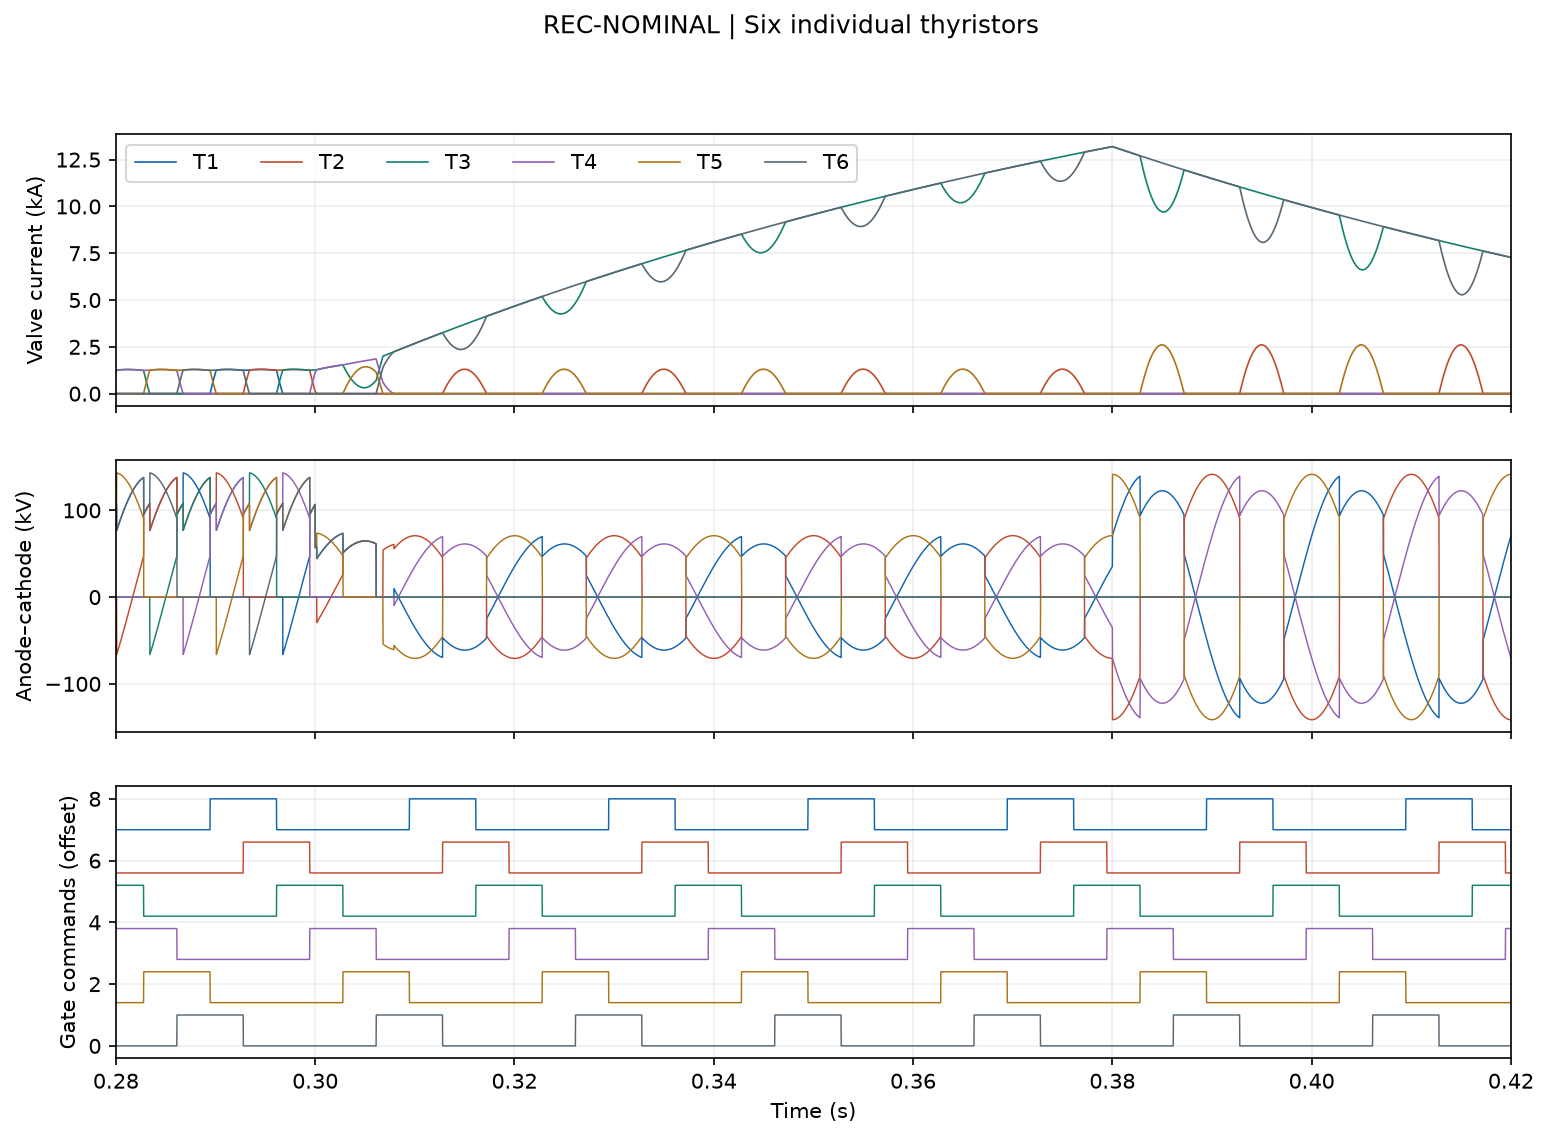 REC-NOMINAL | Six individual thyristors
Valve current (kA)
12.5
10.0
7.5
5.0
2.5
0.0
T1 T2 T3 T4 T5 T6
Anode–cathode (kV)
100
0
−100
Gate commands (offset)
8
6
4
2
0
0.28 0.30 0.32 0.34 0.36 0.38 0.40 0.42
Time (s)